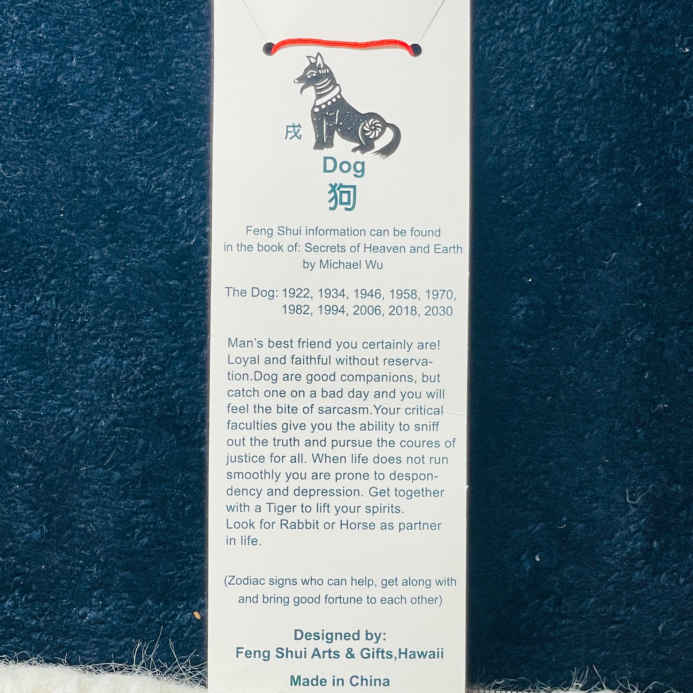 戌
Dog
狗
Feng Shui information can be found
in the book of: Secrets of Heaven and Earth
by Michael Wu
The Dog: 1922, 1934, 1946, 1958, 1970,
1982, 1994, 2006, 2018, 2030
Man's best friend you certainly are!
Loyal and faithful without reserva-
tion.Dog are good companions, but
catch one on a bad day and you will
feel the bite of sarcasm.Your critical
faculties give you the ability to sniff
out the truth and pursue the coures of
justice for all. When life does not run
smoothly you are prone to despon-
dency and depression. Get together
with a Tiger to lift your spirits.
Look for Rabbit or Horse as partner
in life.
(Zodiac signs who can help, get along with
and bring good fortune to each other)
Designed by:
Feng Shui Arts & Gifts,Hawaii
Made in China